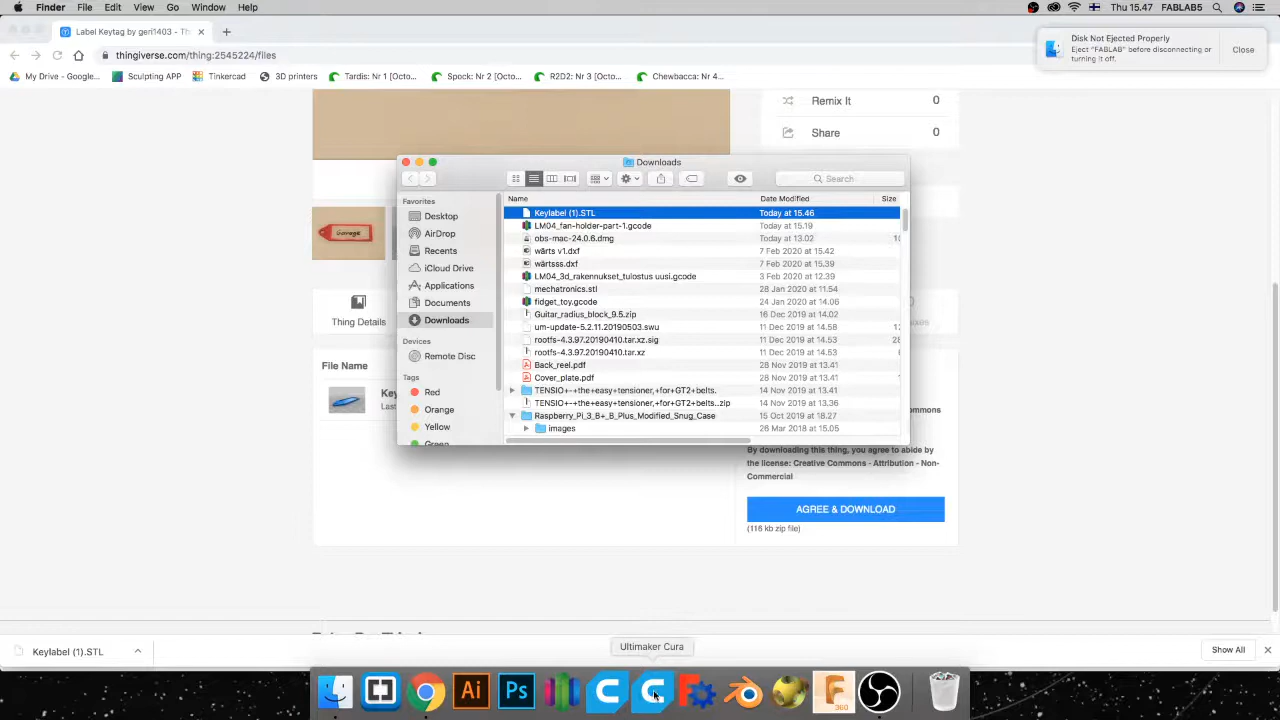 Finder File Edit View Go Window Help
Thu 15.47 FABLAB5
Label Keytag by geri1403 - Th
thingiverse.com/thing:2545224/files
My Drive - Google... Sculpting APP Tinkercad 3D printers Tardis: Nr 1 [Octo... Spock: Nr 2 [Octo... R2D2: Nr 3 [Octo... Chewbacca: Nr 4...
Disk Not Ejected Properly
Eject “FABLAB” before disconnecting or
turning it off.
Close
Remix It 0
Share 0
Downloads
Search
Favorites
Desktop
AirDrop
Recents
iCloud Drive
Applications
Documents
Downloads
Devices
Remote Disc
Tags
Red
Orange
Yellow
Green
Name Date Modified Size
Keylabel (1).STL Today at 15.46
LM04_fan-holder-part-1.gcode Today at 15.19
obs-mac-24.0.6.dmg Today at 13.02 10
wärts v1.dxf 7 Feb 2020 at 15.42
wärtsss.dxf 7 Feb 2020 at 15.39
LM04_3d_rakennukset_tulostus uusi.gcode 3 Feb 2020 at 12.39
mechatronics.stl 28 Jan 2020 at 11.54
fidget_toy.gcode 24 Jan 2020 at 14.06
Guitar_radius_block_9.5.zip 16 Dec 2019 at 14.02
um-update-5.2.11.20190503.swu 11 Dec 2019 at 14.58
rootfs-4.3.97.20190410.tar.xz.sig 11 Dec 2019 at 14.53 28
rootfs-4.3.97.20190410.tar.xz 11 Dec 2019 at 14.53
Back_reel.pdf 28 Nov 2019 at 13.41
Cover_plate.pdf 28 Nov 2019 at 13.41
TENSIO+-+the+easy+tensioner,+for+GT2+belts. 14 Nov 2019 at 13.41
TENSIO+-+the+easy+tensioner,+for+GT2+belts..zip 14 Nov 2019 at 13.36
Raspberry_Pi_3_B+_B_Plus_Modified_Snug_Case 15 Oct 2019 at 18.27
images 26 Mar 2018 at 15.05
Garage
Thing Details
File Name
Key
Last
ommons
By downloading this thing, you agree to abide by
the license: Creative Commons - Attribution - Non-
Commercial
AGREE & DOWNLOAD
(116 kb zip file)
Ultimaker Cura
Keylabel (1).STL
Show All
Ai Ps
360